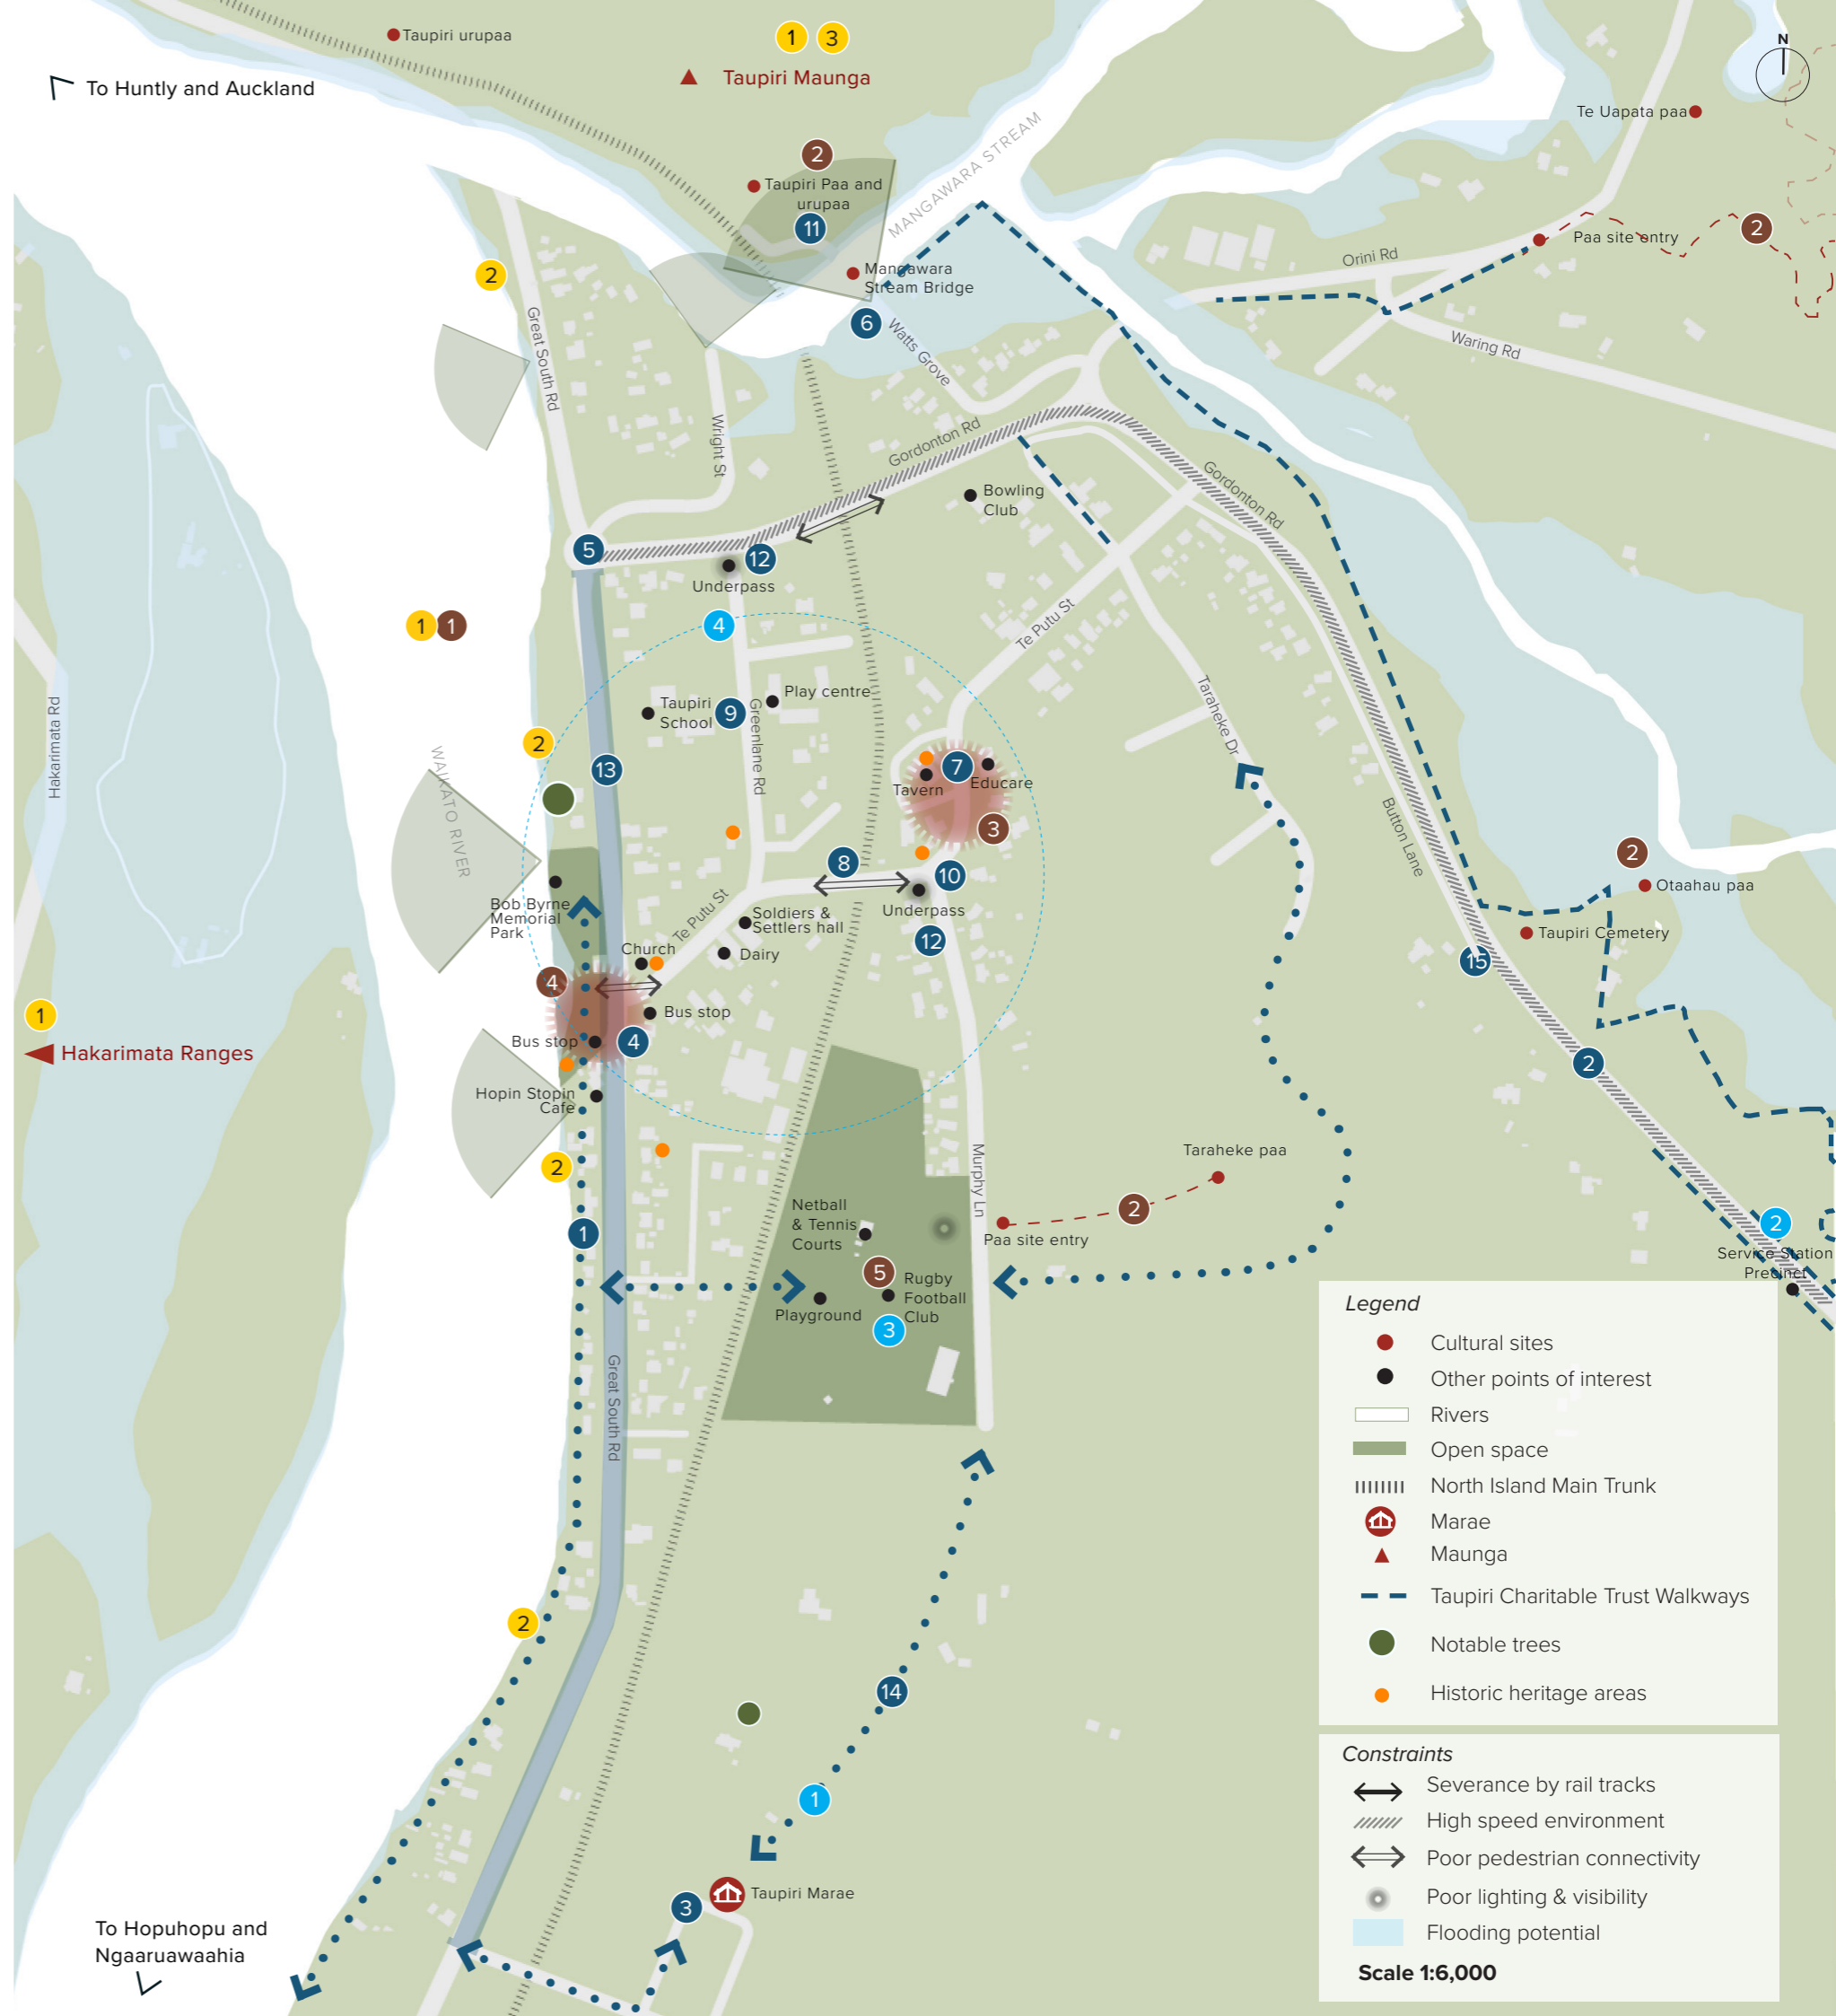 Taupiri urupaa
1
3
N
Taupiri Maunga
To Huntly and Auckland
Te Uapata paa
MANGAWARA STREAM
2
Taupiri Paa and
urupaa
11
2
Paa site entry
Orini Rd
2
Mangawara
Stream Bridge
6
Watts Grove
Great South Rd
Waring Rd
Wright St
Gordonton Rd
Gordonton Rd
Bowling
Club
5
12
Underpass
1
1
4
Te Putu St
Hakarimata Rd
Taupiri
School
9
Play centre
Greenlane Rd
Taraheke Dr
2
WAIKATO RIVER
13
7
Tavern
Educare
3
Button Lane
8
10
Underpass
12
2
Otaahau paa
Taupiri Cemetery
15
Bob Byrne
Memorial
Park
Te Putu St
Soldiers &
Settlers hall
Church
Dairy
4
Bus stop
Bus stop
4
1
Hakarimata Ranges
2
Hopin Stopin
Cafe
2
Murphy Ln
Taraheke paa
2
Paa site entry
1
Netball
& Tennis
Courts
5
Rugby
Football
Club
Playground
3
2
Service Station
Precinct
Great South Rd
2
14
1
3
Taupiri Marae
To Hopuhopu and
Ngaaruawaahia
Legend
Cultural sites
Other points of interest
Rivers
Open space
North Island Main Trunk
Marae
Maunga
Taupiri Charitable Trust Walkways
Notable trees
Historic heritage areas
Constraints
Severance by rail tracks
High speed environment
Poor pedestrian connectivity
Poor lighting & visibility
Flooding potential
Scale 1:6,000